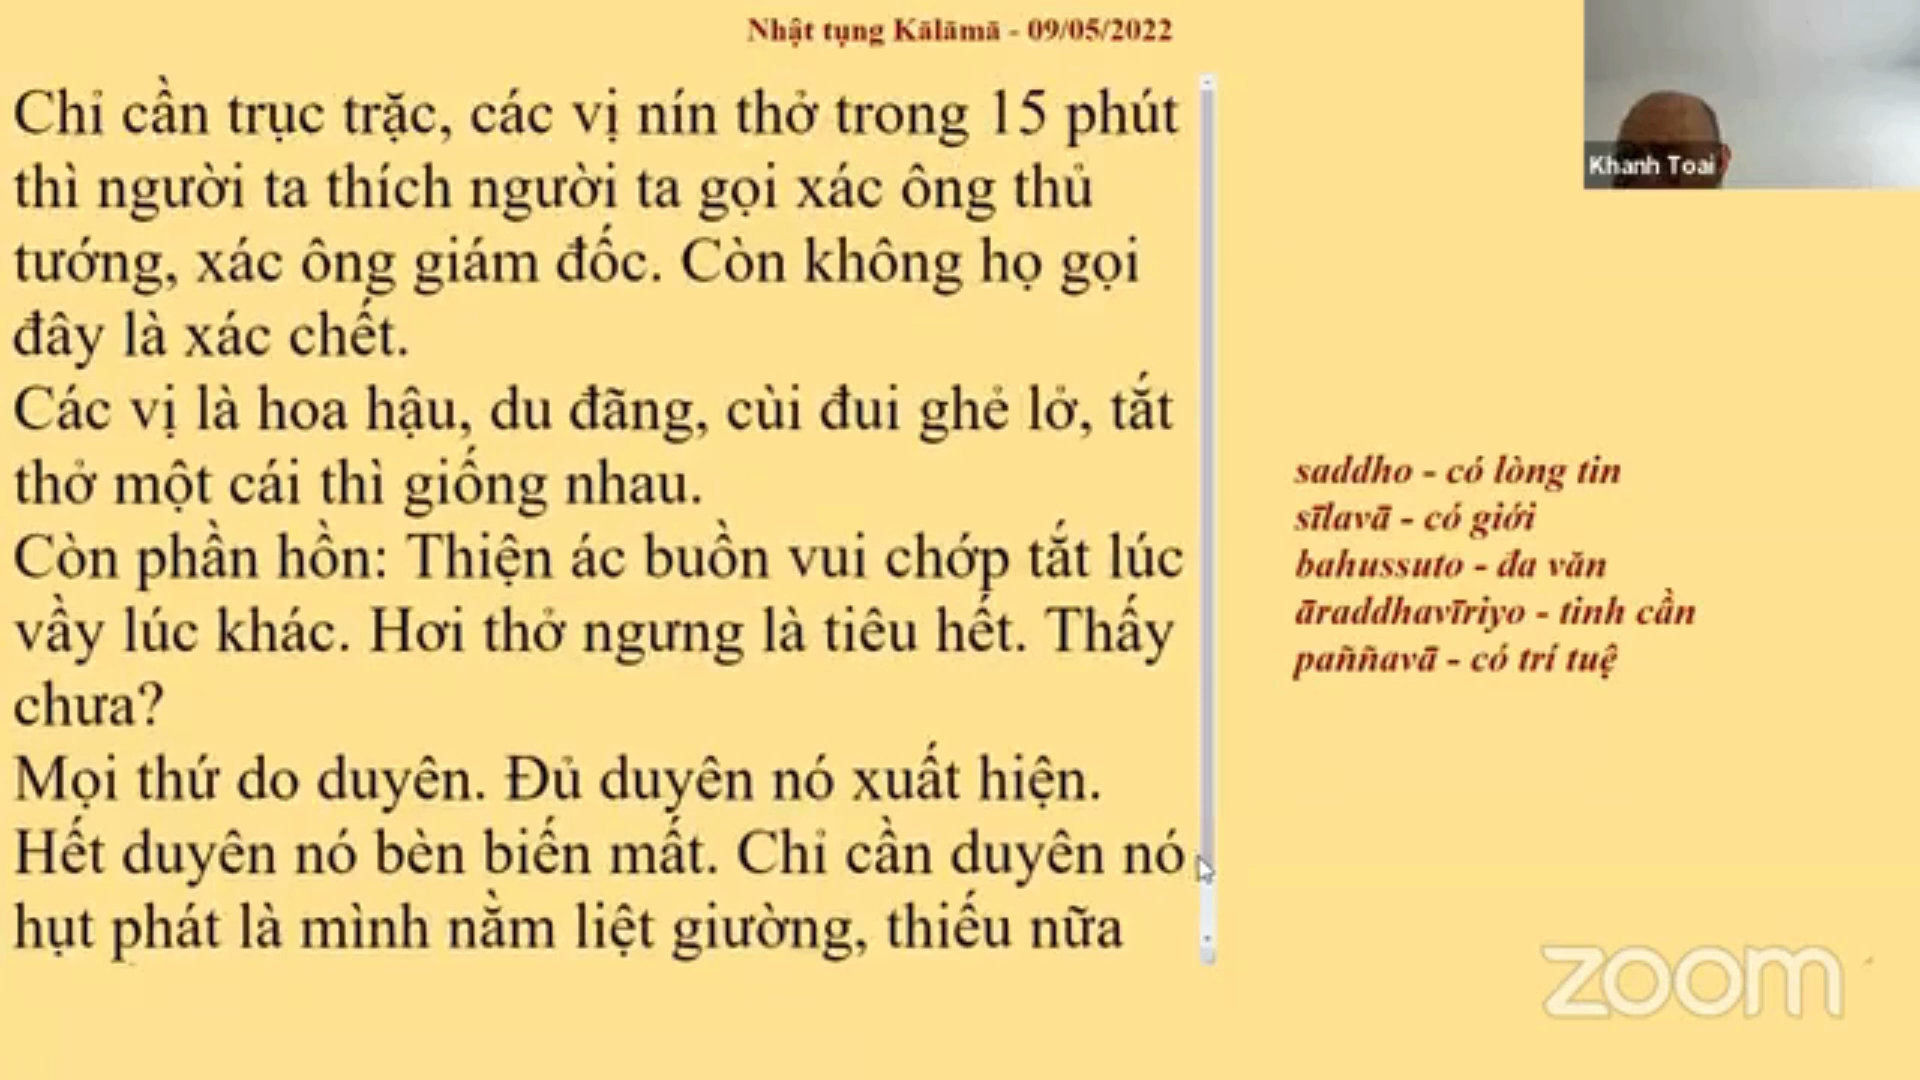 Nhật tụng Kālāmā - 09/05/2022
Chỉ cần trục trặc, các vị nín thở trong 15 phút
thì người ta thích người ta gọi xác ông thủ
tướng, xác ông giám đốc. Còn không họ gọi
đây là xác chết.
Các vị là hoa hậu, du đãng, cùi đui ghẻ lở, tắt
thở một cái thì giống nhau.
Còn phần hồn: Thiện ác buồn vui chớp tắt lúc
vầy lúc khác. Hơi thở ngưng là tiêu hết. Thấy
chưa?
Mọi thứ do duyên. Đủ duyên nó xuất hiện.
Hết duyên nó bèn biến mất. Chỉ cần duyên nó
hụt phát là mình nằm liệt giường, thiếu nữa
saddho - có lòng tin
sīlavā - có giới
bahussuto - đa văn
āraddhavīriyo - tinh cần
paññavā - có trí tuệ
Khanh Toai
zoom